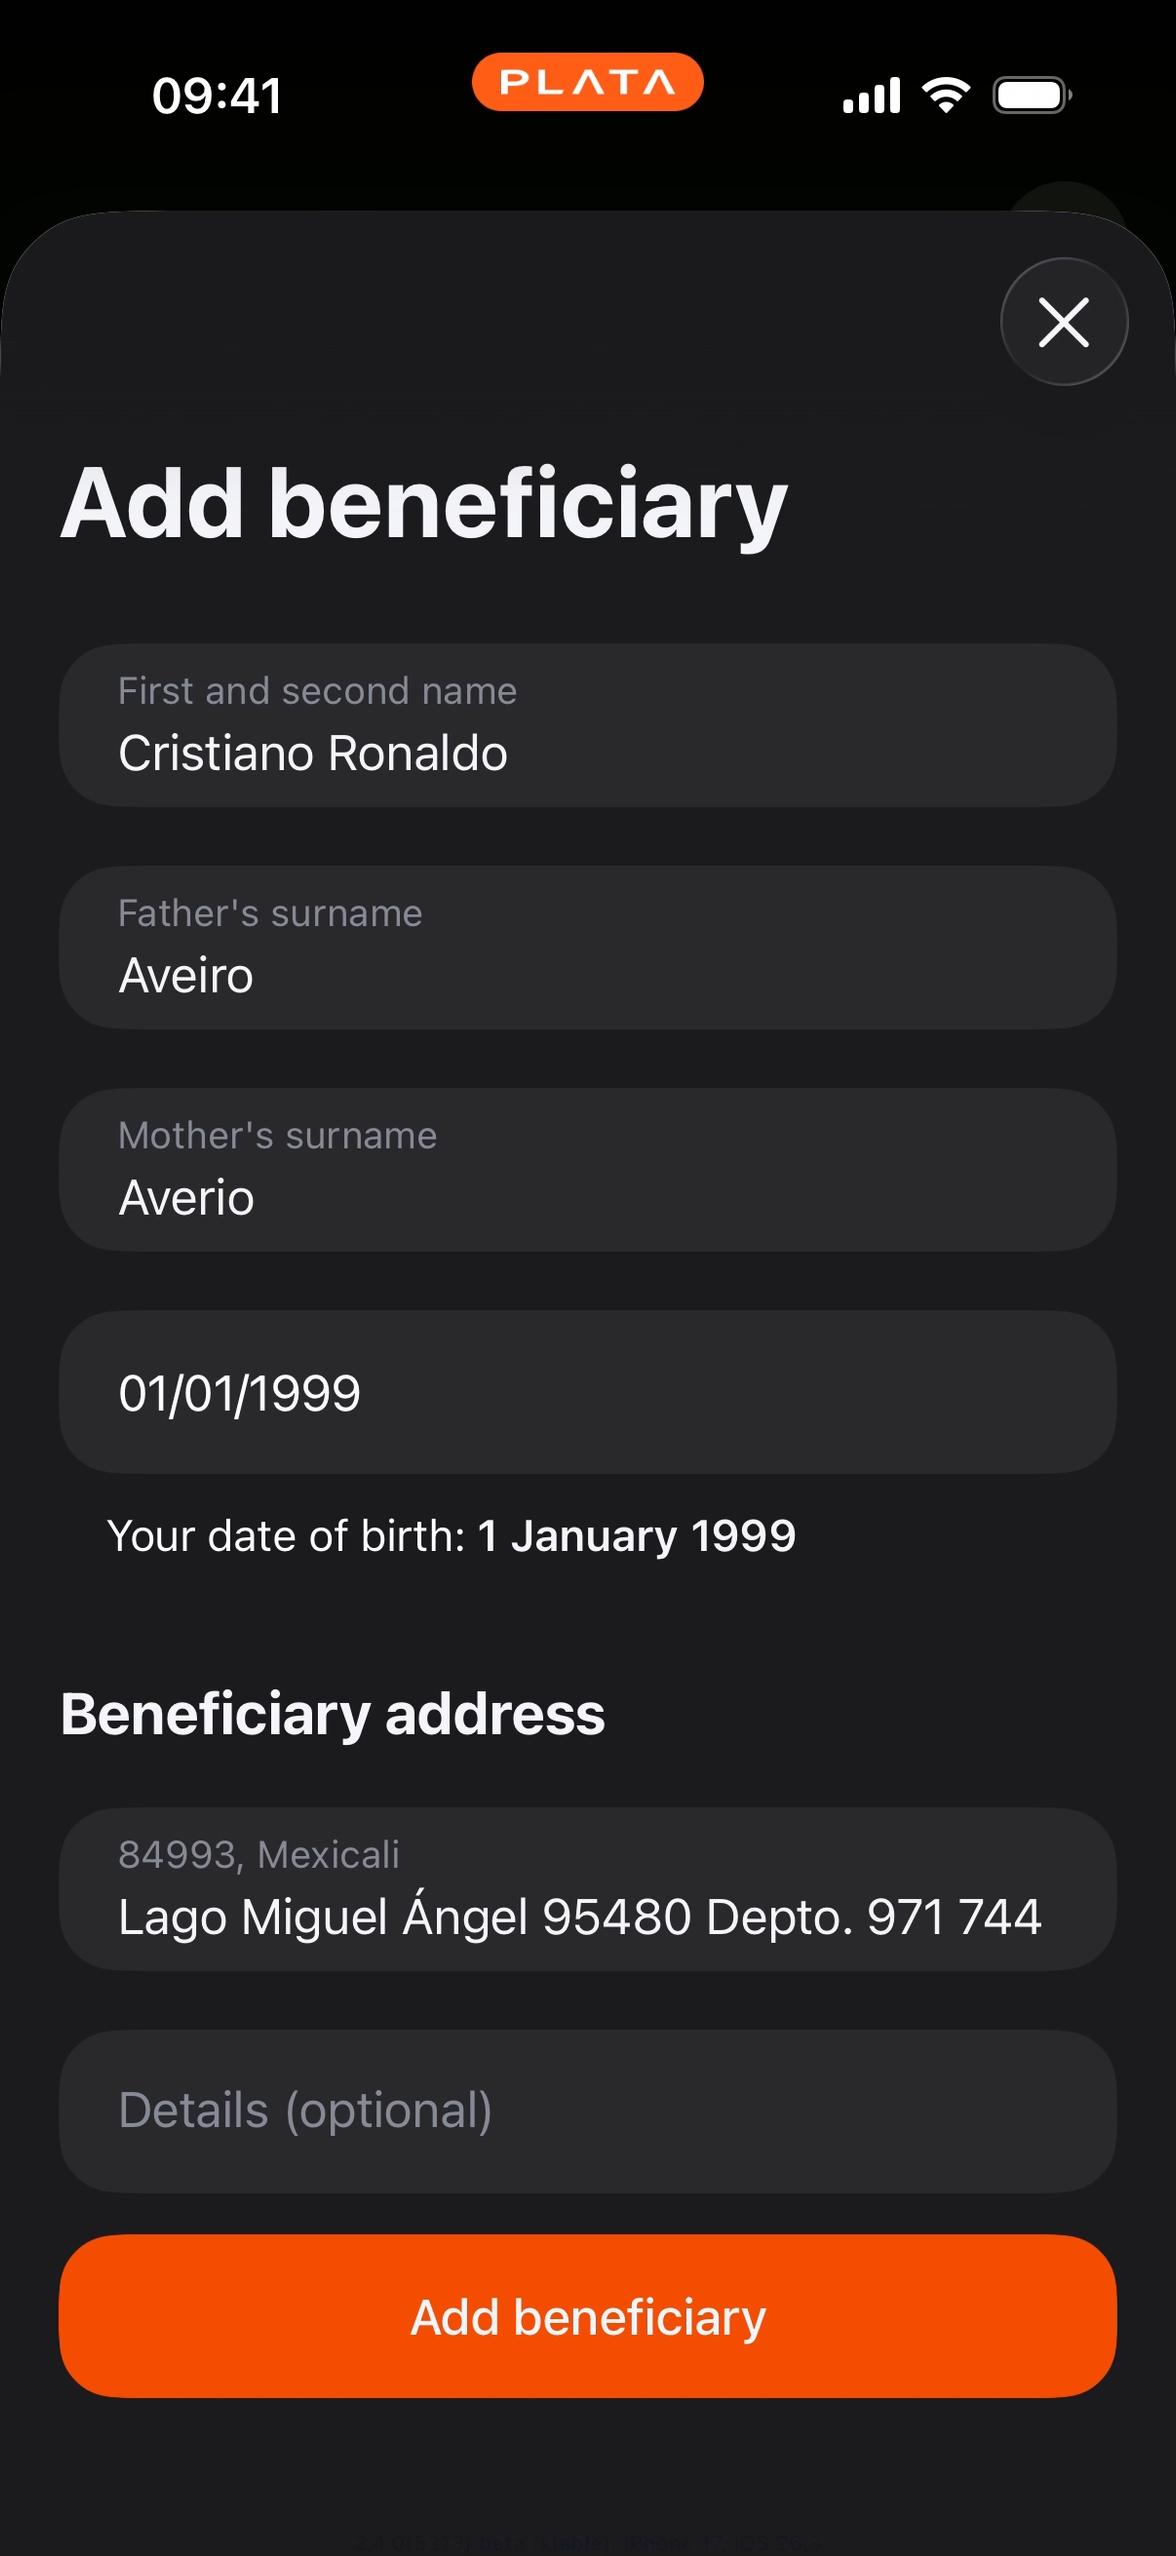 09:41
PLATA
Add beneficiary
First and second name
Cristiano Ronaldo
Father's surname
Aveiro
Mother's surname
Averio
01/01/1999
Your date of birth: 1 January 1999
Beneficiary address
84993, Mexicali
Lago Miguel Ángel 95480 Depto. 971 744
Details (optional)
Add beneficiary